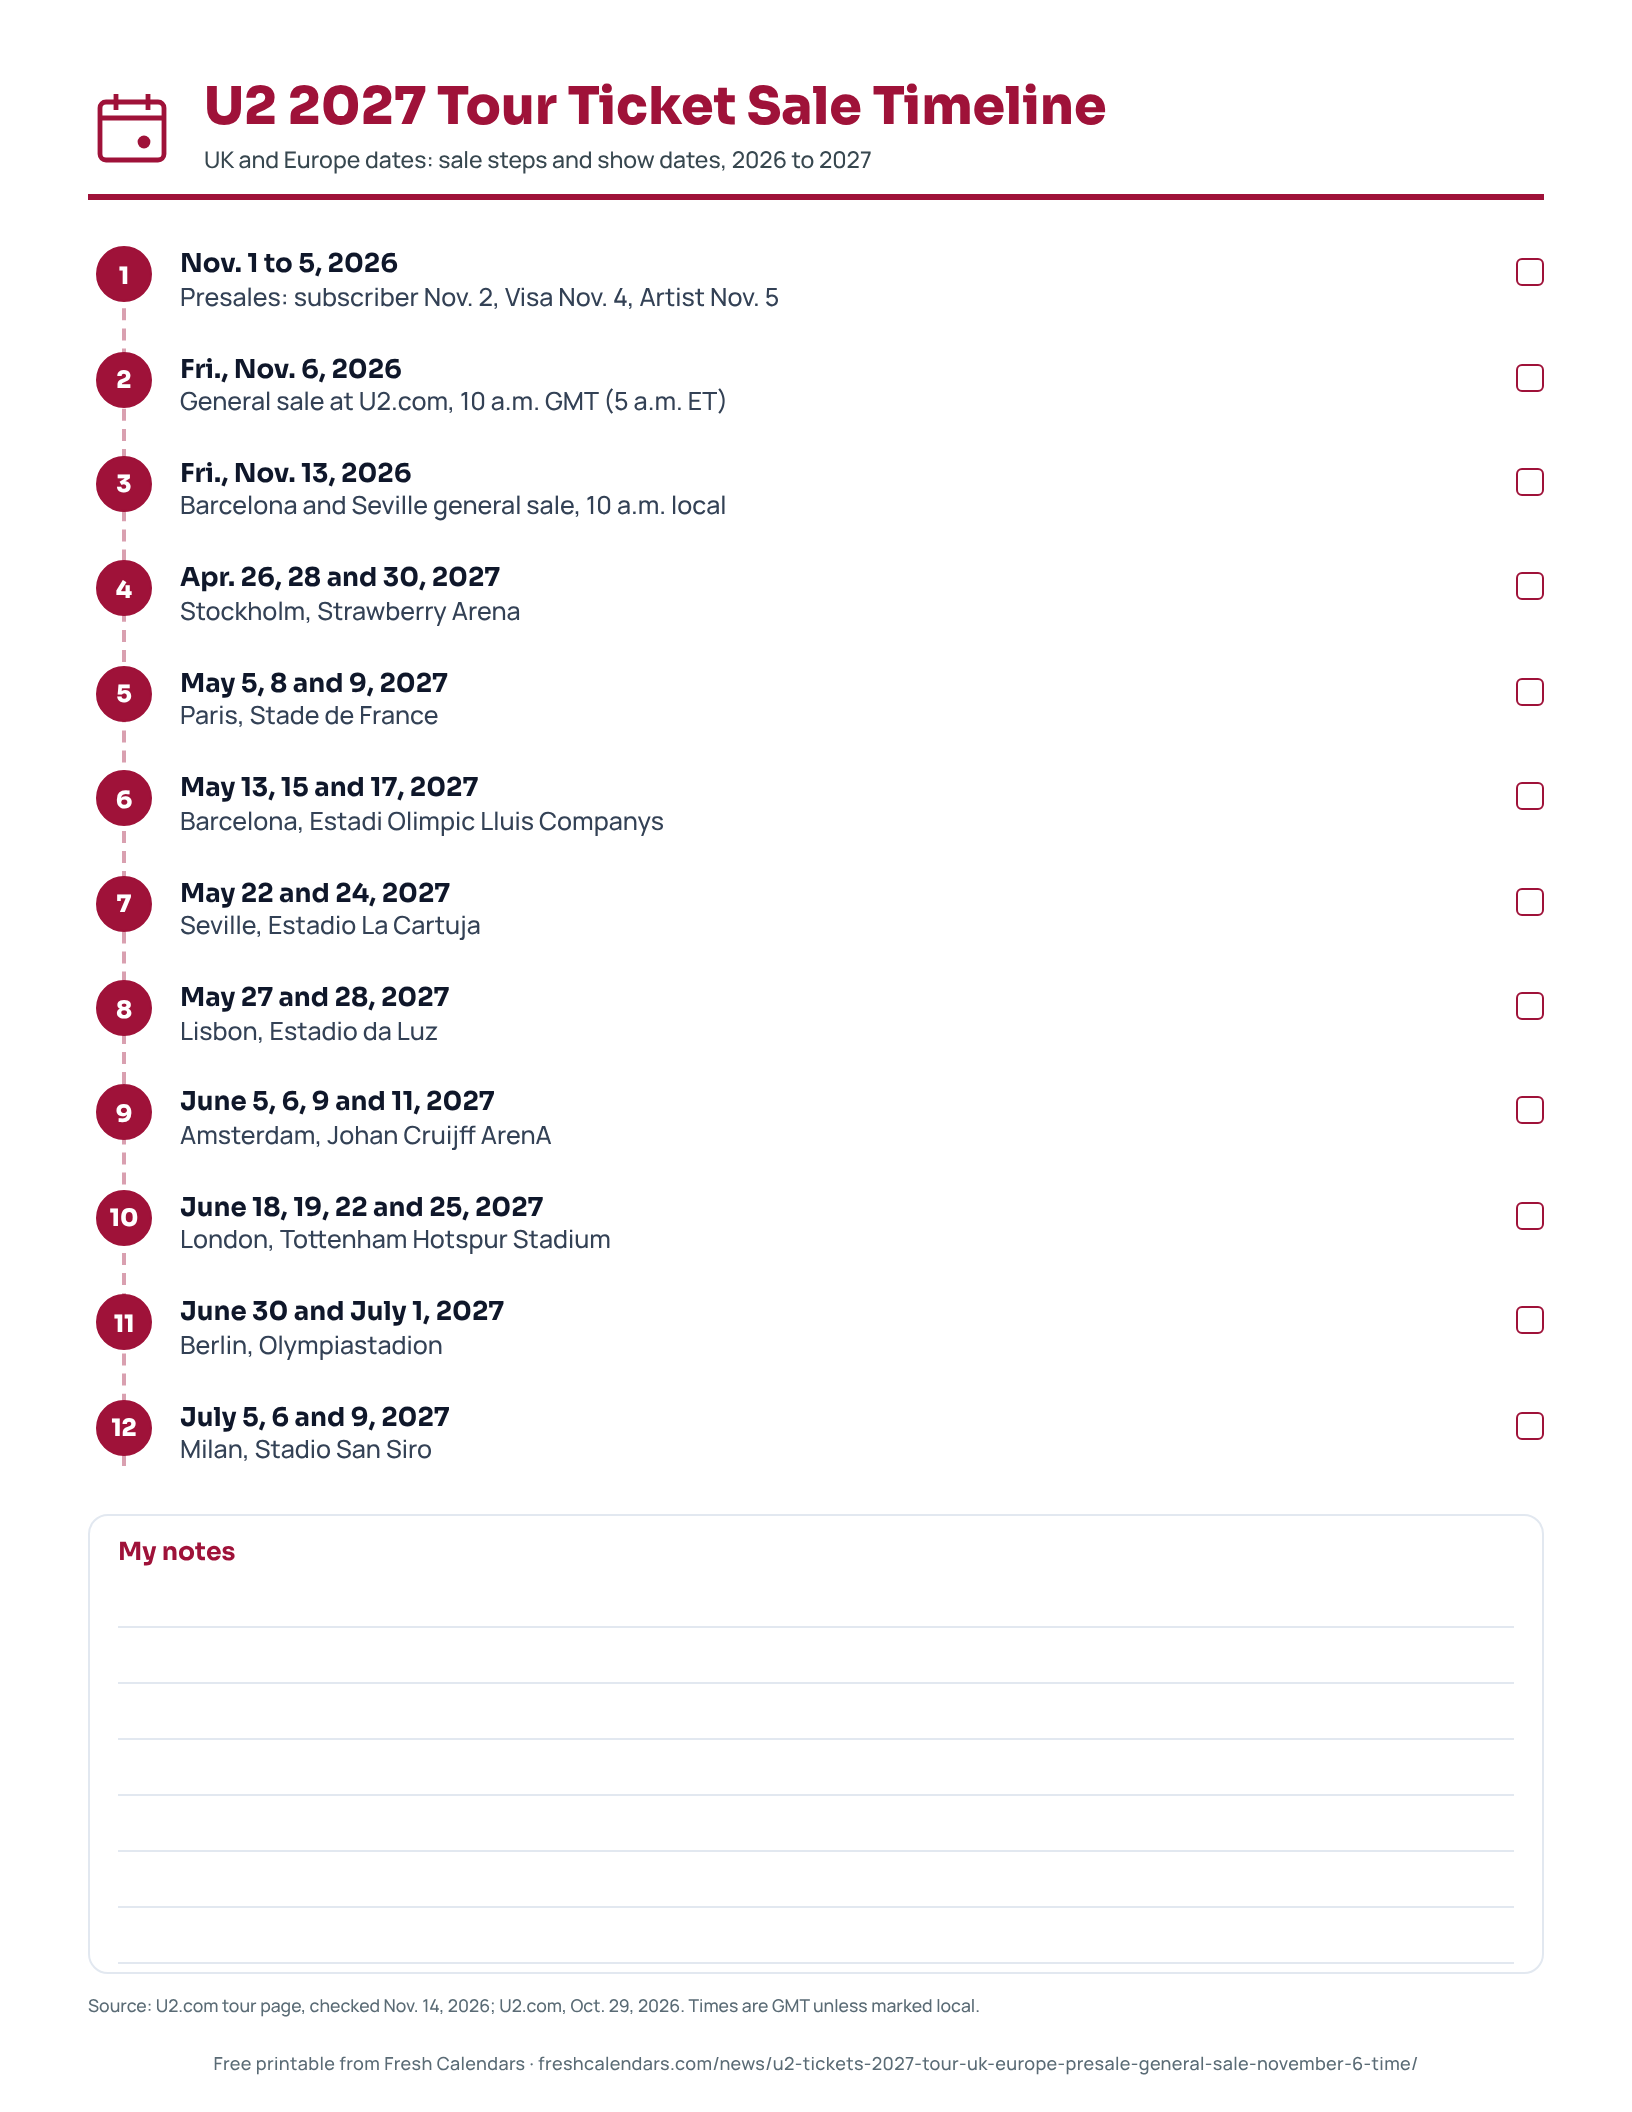 U2 2027 Tour Ticket Sale Timeline
UK and Europe dates: sale steps and show dates, 2026 to 2027
1
Nov. 1 to 5, 2026
Presales: subscriber Nov. 2, Visa Nov. 4, Artist Nov. 5
2
Fri., Nov. 6, 2026
General sale at U2.com, 10 a.m. GMT (5 a.m. ET)
3
Fri., Nov. 13, 2026
Barcelona and Seville general sale, 10 a.m. local
4
Apr. 26, 28 and 30, 2027
Stockholm, Strawberry Arena
5
May 5, 8 and 9, 2027
Paris, Stade de France
6
May 13, 15 and 17, 2027
Barcelona, Estadi Olimpic Lluis Companys
7
May 22 and 24, 2027
Seville, Estadio La Cartuja
8
May 27 and 28, 2027
Lisbon, Estadio da Luz
9
June 5, 6, 9 and 11, 2027
Amsterdam, Johan Cruijff ArenA
10
June 18, 19, 22 and 25, 2027
London, Tottenham Hotspur Stadium
11
June 30 and July 1, 2027
Berlin, Olympiastadion
12
July 5, 6 and 9, 2027
Milan, Stadio San Siro
My notes
Source: U2.com tour page, checked Nov. 14, 2026; U2.com, Oct. 29, 2026. Times are GMT unless marked local.
Free printable from Fresh Calendars · freshcalendars.com/news/u2-tickets-2027-tour-uk-europe-presale-general-sale-november-6-time/